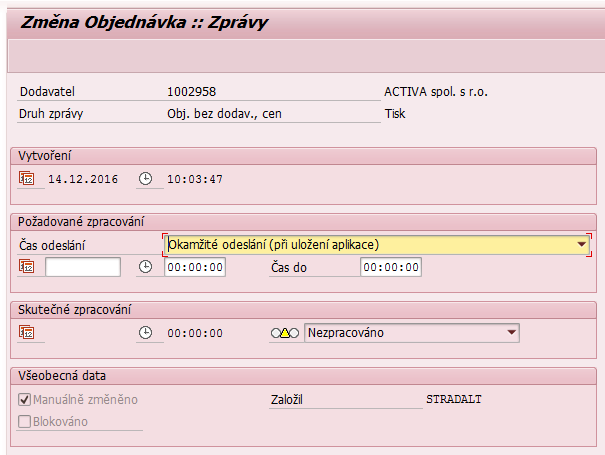 Změna Objednávka :: Zprávy
Dodavatel 1002958 ACTIVA spol. s r.o.
Druh zprávy Obj. bez dodav., cen Tisk
Vytvoření
14.12.2016 10:03:47
Požadované zpracování
Čas odeslání Okamžité odeslání (při uložení aplikace)
00:00:00 Čas do 00:00:00
Skutečné zpracování
00:00:00 Nezpracováno
Všeobecná data
Manuálně změněno Založil STRADALT
Blokováno